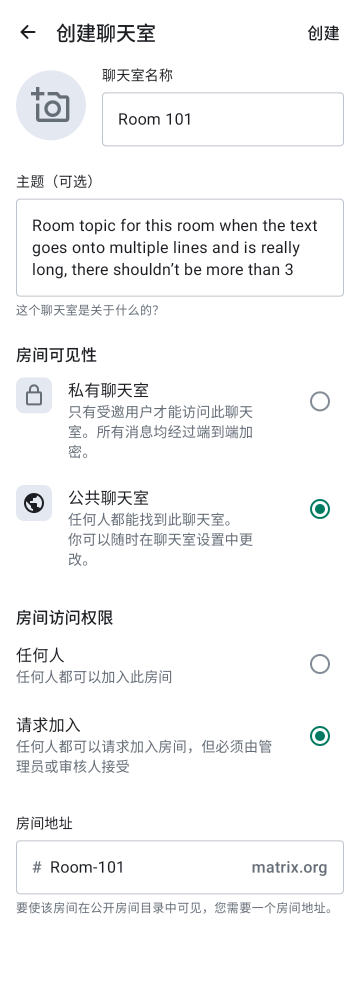 创建聊天室
创建
聊天室名称
Room 101
主题（可选）
Room topic for this room when the text
goes onto multiple lines and is really
long, there shouldn’t be more than 3
这个聊天室是关于什么的？
房间可见性
私有聊天室
只有受邀用户才能访问此聊天
室。所有消息均经过端到端加
密。
公共聊天室
任何人都能找到此聊天室。
你可以随时在聊天室设置中更
改。
房间访问权限
任何人
任何人都可以加入此房间
请求加入
任何人都可以请求加入房间，但必须由管
理员或审核人接受
房间地址
# Room-101 matrix.org
要使该房间在公开房间目录中可见，您需要一个房间地址。